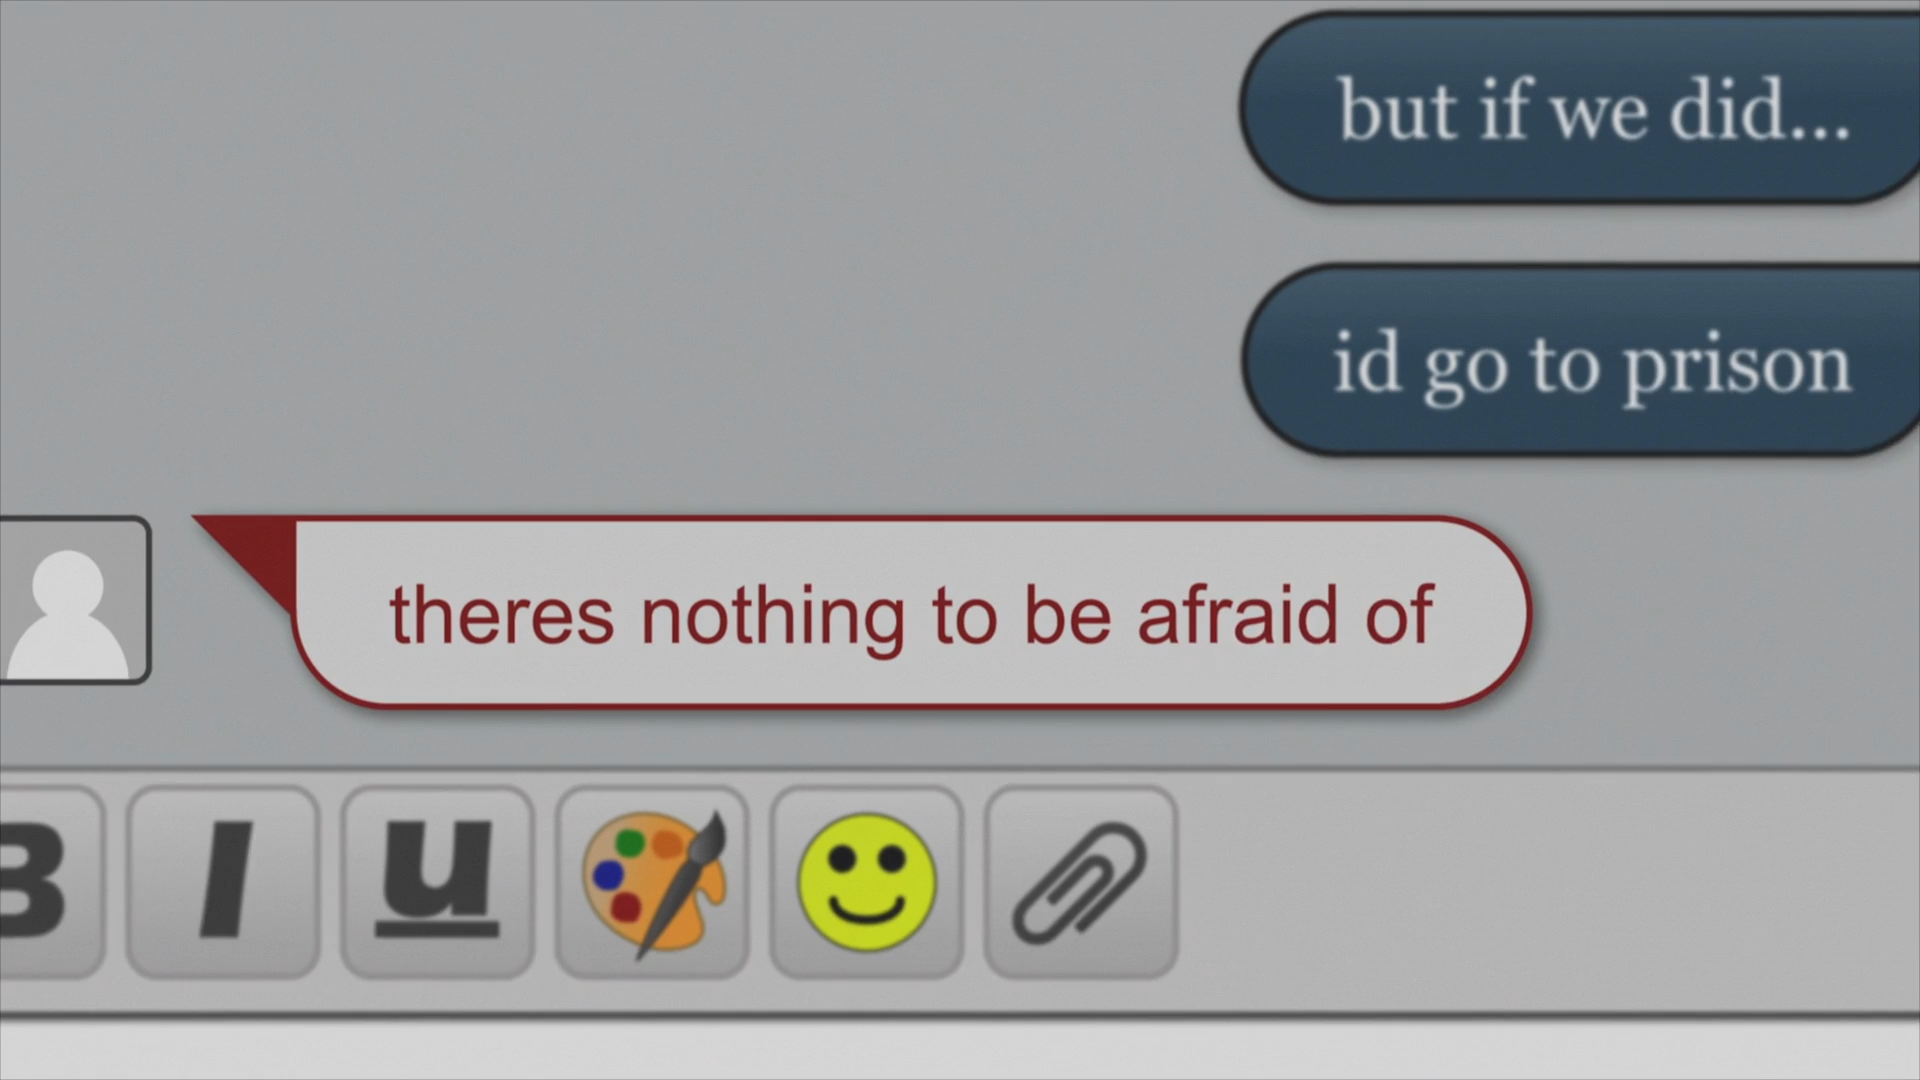 but if we did...
id go to prison
theres nothing to be afraid of
B I u